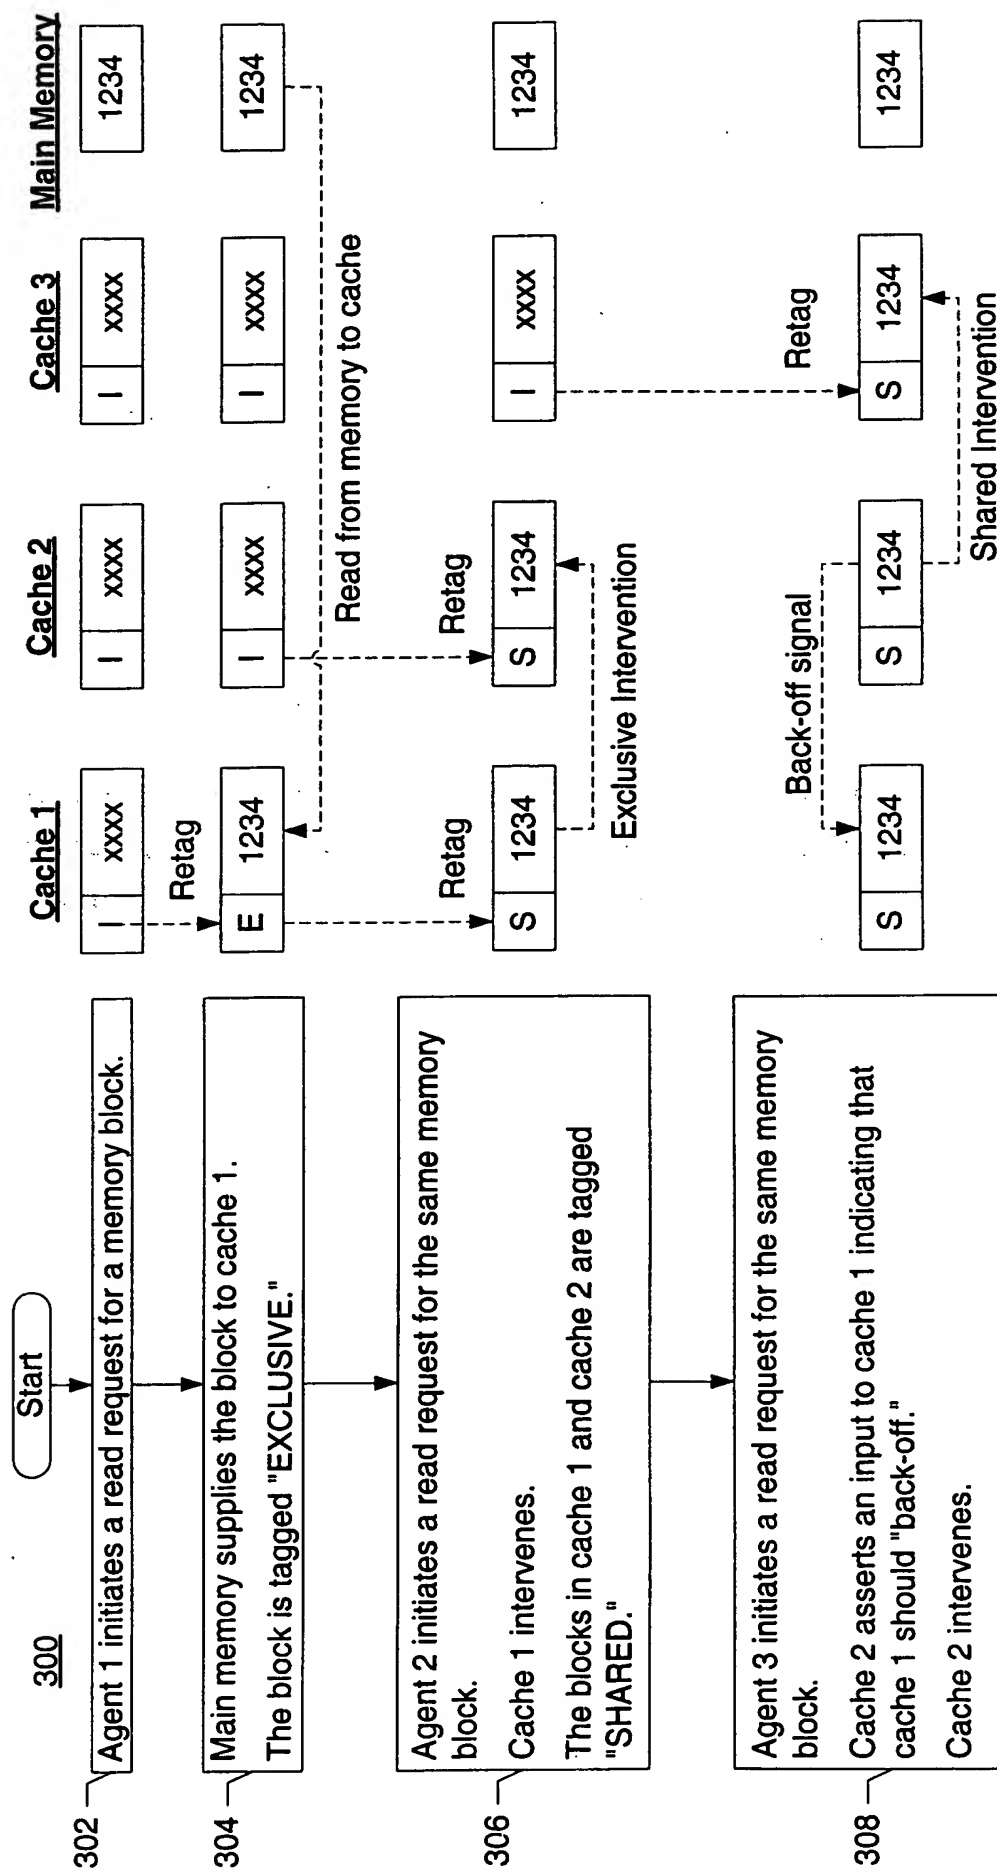 300
Start
Cache 1
Cache 2
Cache 3
Main Memory
302
Agent 1 initiates a read request for a memory block.
I xxxx
I xxxx
I xxxx
1234
Retag
304
Main memory supplies the block to cache 1.
The block is tagged "EXCLUSIVE."
E 1234
I xxxx
I xxxx
1234
Read from memory to cache
Retag
Retag
306
Agent 2 initiates a read request for the same memory
block.
Cache 1 intervenes.
The blocks in cache 1 and cache 2 are tagged
"SHARED."
S 1234
S 1234
I xxxx
1234
Exclusive Intervention
Back-off signal
Retag
308
Agent 3 initiates a read request for the same memory
block.
Cache 2 asserts an input to cache 1 indicating that
cache 1 should "back-off."
Cache 2 intervenes.
S 1234
S 1234
S 1234
1234
Shared Intervention